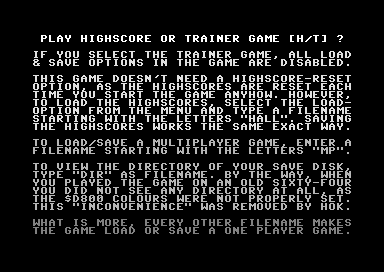 PLAY HIGHSCORE OR TRAINER GAME [H/T] ?
IF YOU SELECT THE TRAINER GAME, ALL LOAD
& SAVE OPTIONS IN THE GAME ARE DISABLED.
THIS GAME DOESN'T NEED A HIGHSCORE-RESET
OPTION, AS THE HIGHSCORES ARE RESET EACH
TIME YOU START THE GAME ANYHOW. HOWEVER,
TO LOAD THE HIGHSCORES, SELECT THE LOAD-
OPTION FROM THE MENU AND TYPE A FILENAME
STARTING WITH THE LETTERS "HALL". SAVING
THE HIGHSCORES WORKS THE SAME EXACT WAY.
TO LOAD/SAVE A MULTIPLAYER GAME, ENTER A
FILENAME STARTING WITH THE LETTERS "MP".
TO VIEW THE DIRECTORY OF YOUR SAVE DISK,
TYPE "DIR" AS FILENAME. BY THE WAY, WHEN
YOU PLAYED THE GAME ON AN OLD SIXTY-FOUR
YOU DID NOT SEE ANY DIRECTORY AT ALL, AS
THE $D800 COLOURS WERE NOT PROPERLY SET.
THIS "INCONVENIENCE" WAS REMOVED BY HOK.
WHAT IS MORE, EVERY OTHER FILENAME MAKES
THE GAME LOAD OR SAVE A ONE PLAYER GAME.